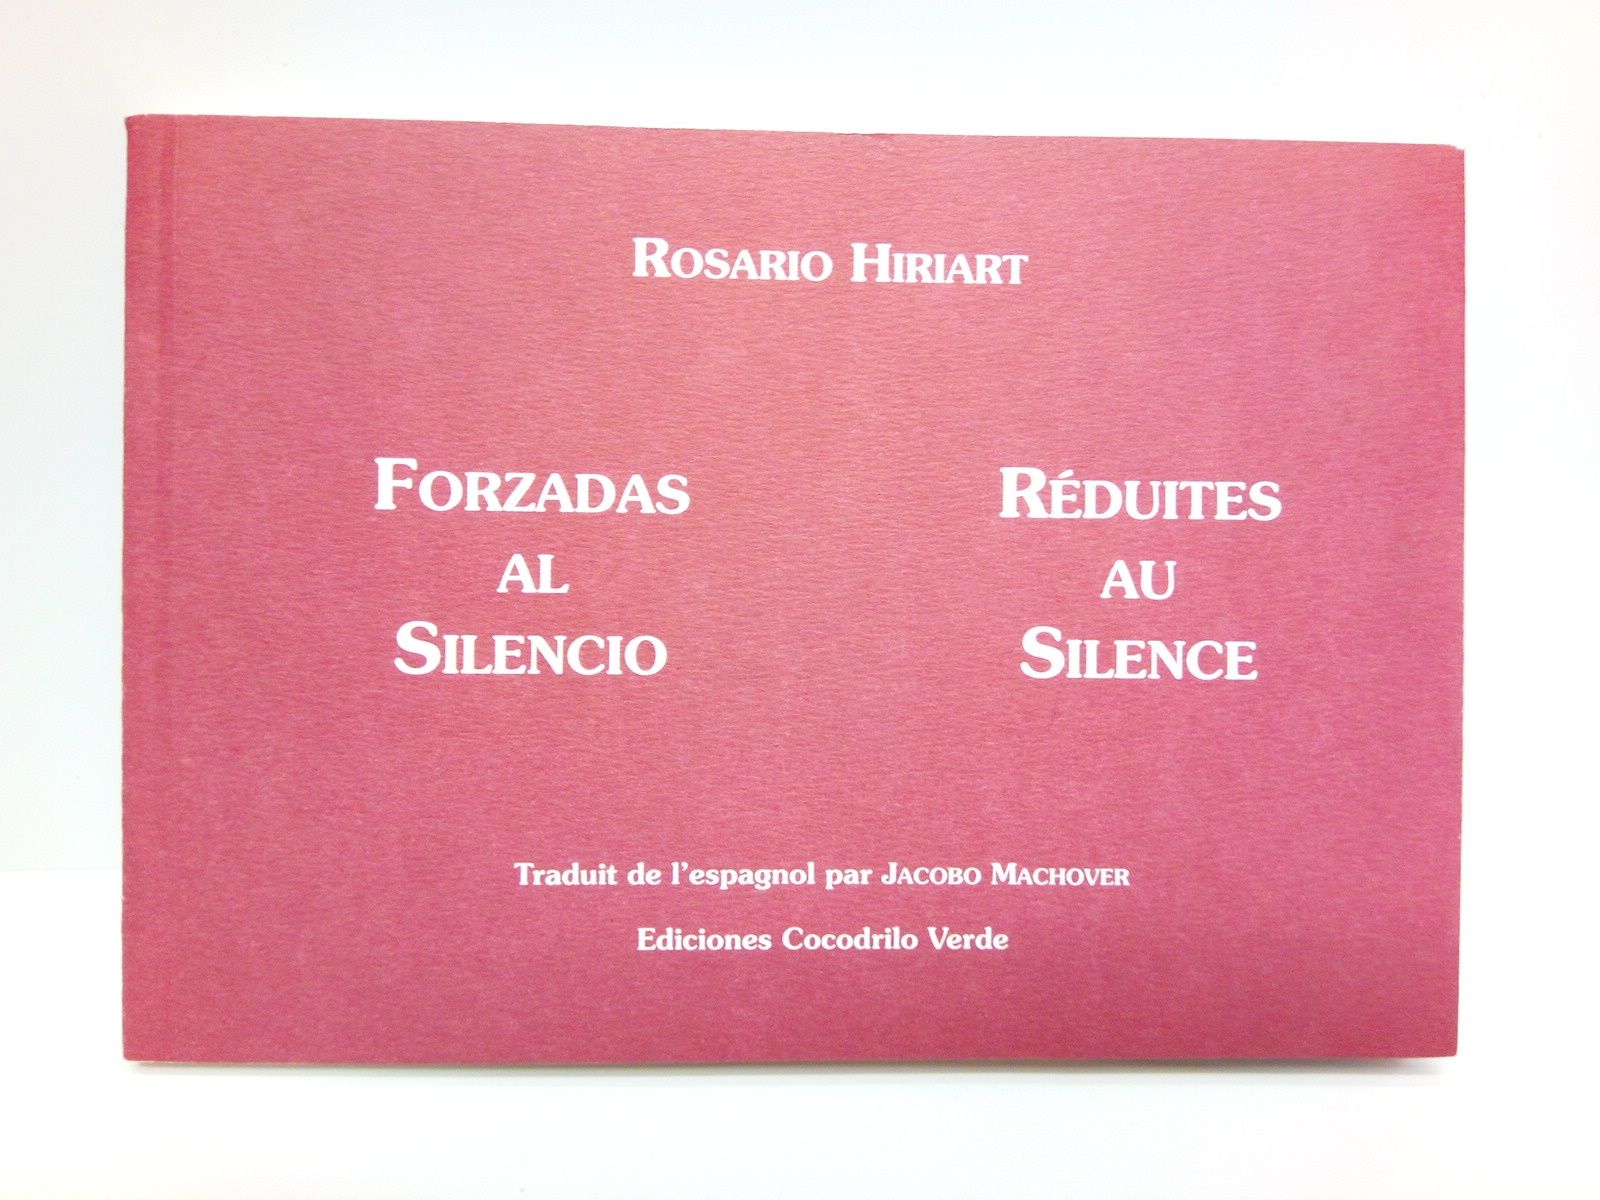 ROSARIO HIRIART
FORZADAS
AL
SILENCIO
RÉDUITES
AU
SILENCE
Traduit de l'espagnol par JACOBO MACHOVER
Ediciones Cocodrilo Verde